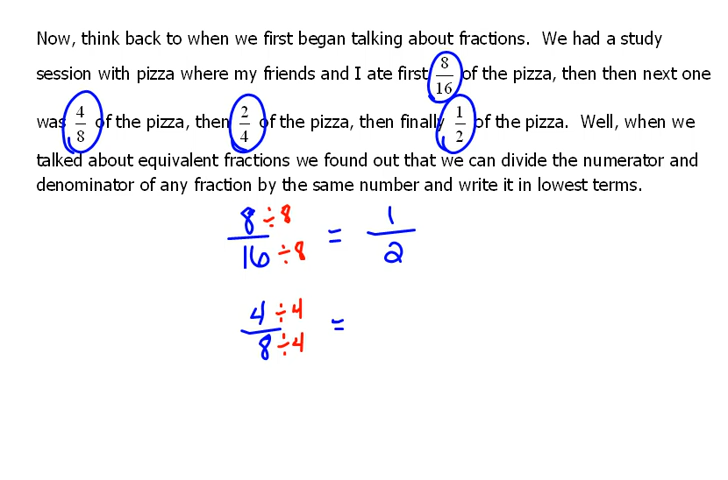 Now, think back to when we first began talking about fractions. We had a study
session with pizza where my friends and I ate first 8/16 of the pizza, then then next one
was 4/8 of the pizza, then 2/4 of the pizza, then finally 1/2 of the pizza. Well, when we
talked about equivalent fractions we found out that we can divide the numerator and
denominator of any fraction by the same number and write it in lowest terms.
8 ÷ 8 / 16 ÷ 8 = 1/2
4 ÷ 4 / 8 ÷ 4 =